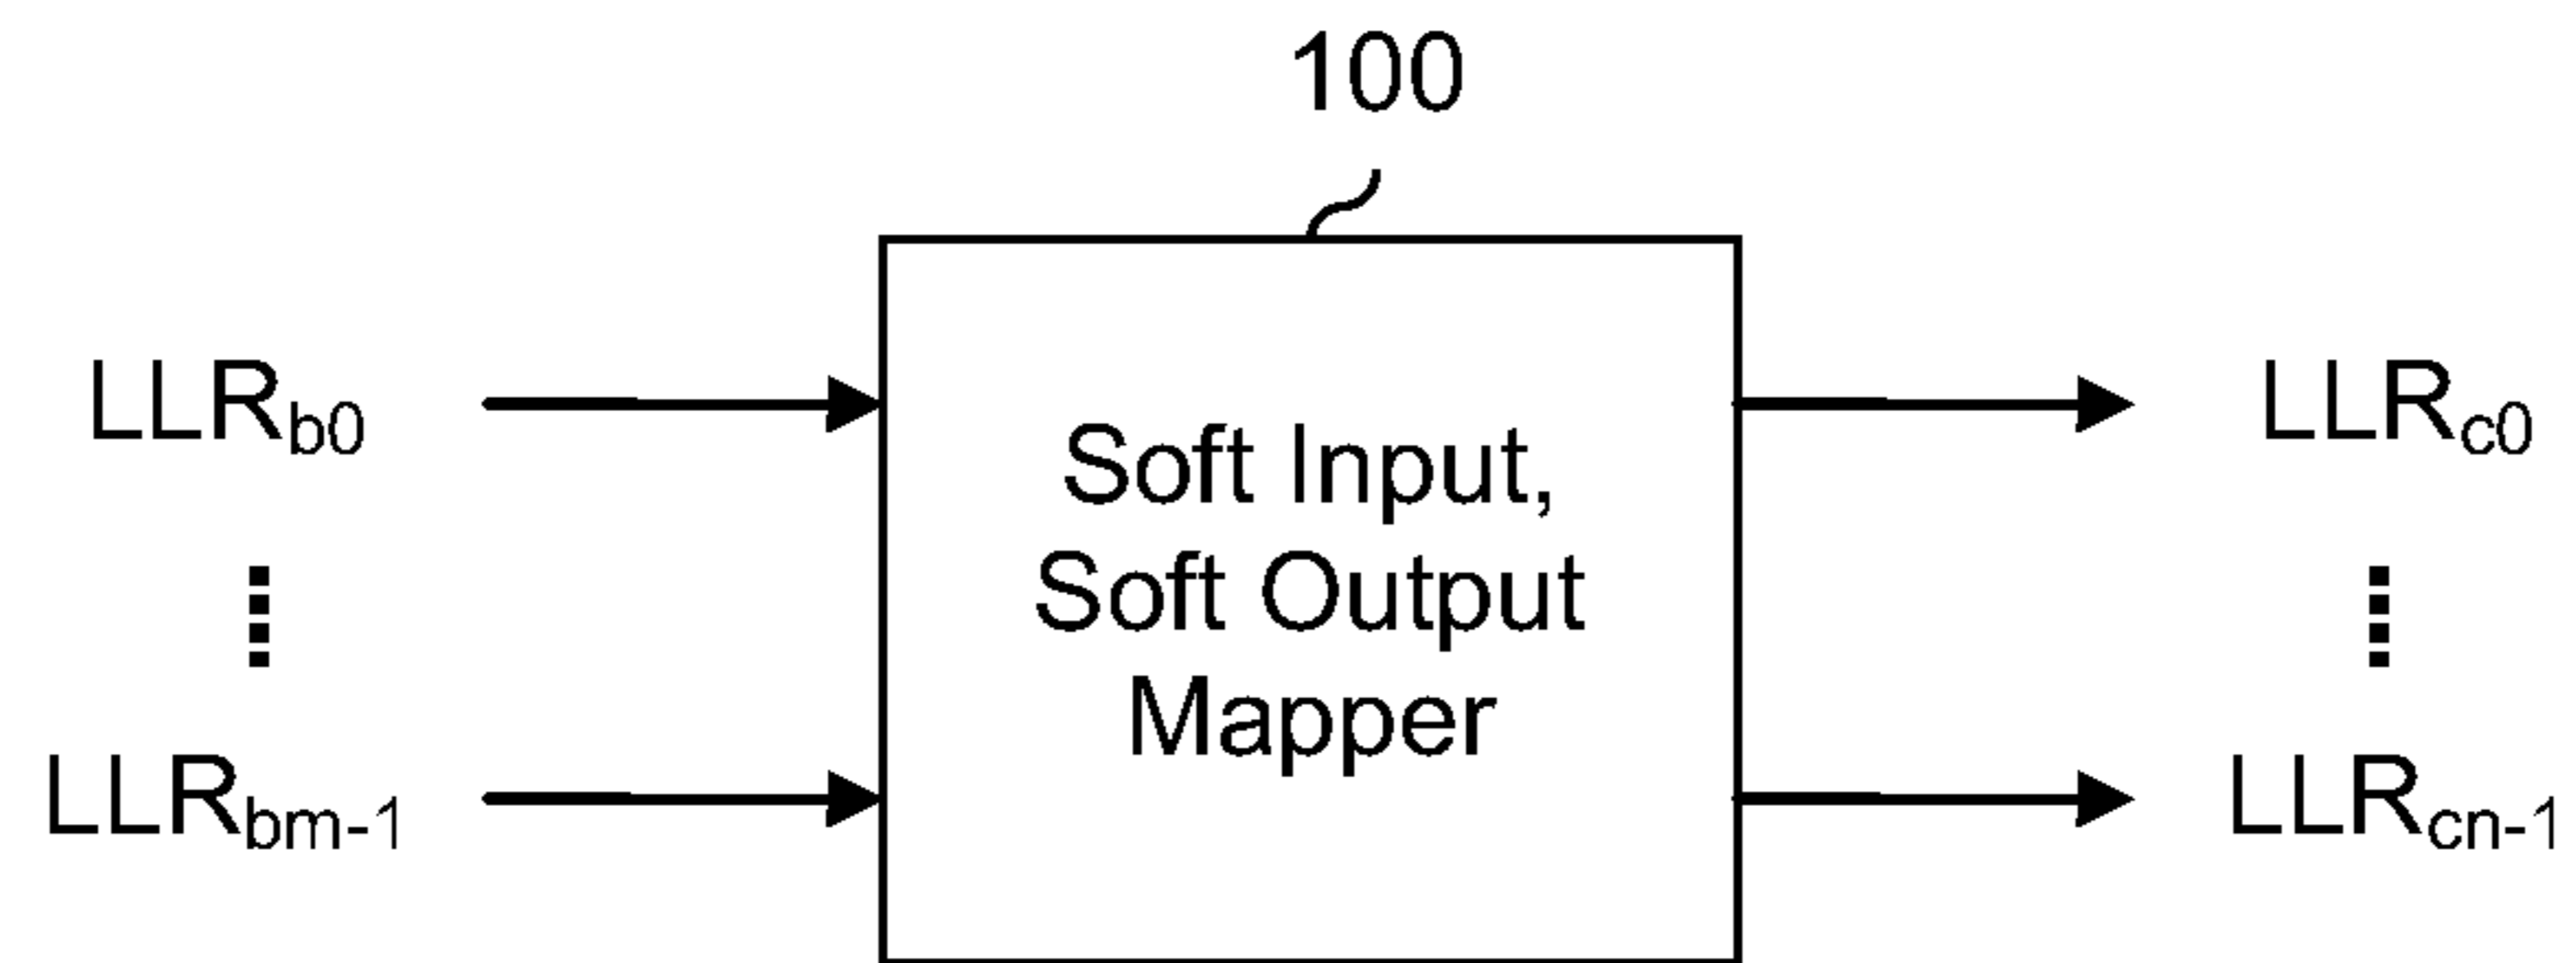 100
LLRb0
LLRbm-1
Soft Input,
Soft Output
Mapper
LLRc0
LLRcn-1